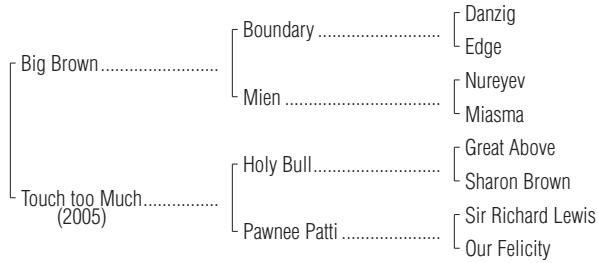 Danzig
Boundary
Edge
Big Brown
Nureyev
Mien
Miasma
Great Above
Holy Bull
Sharon Brown
Touch too Much
(2005)
Sir Richard Lewis
Pawnee Patti
Our Felicity